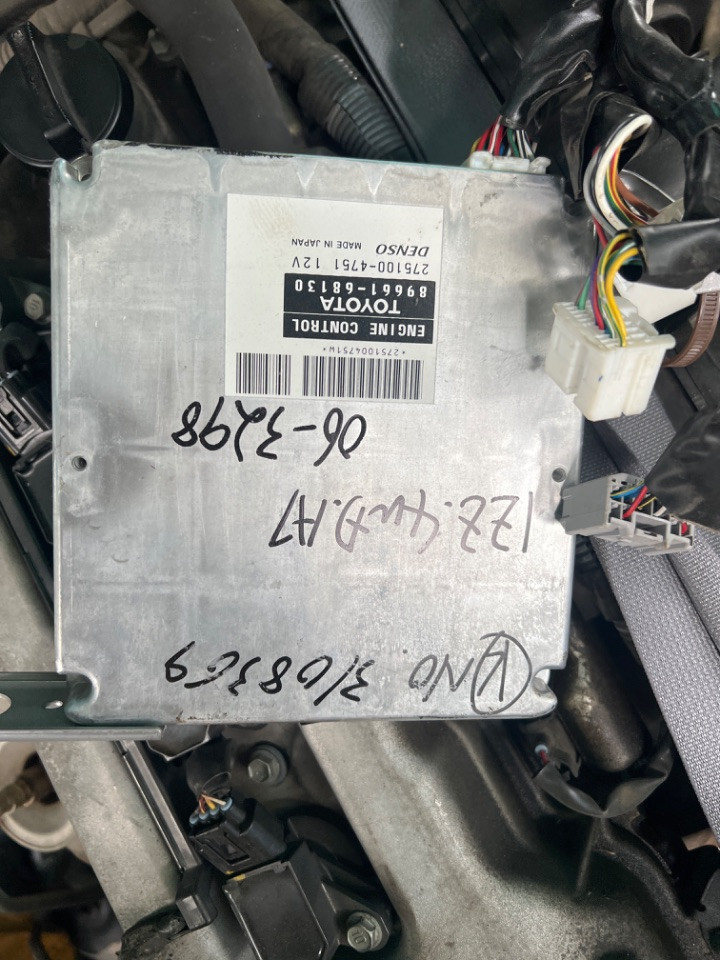 *2751004751W*
ENGINE CONTROL
TOYOTA
89661-68130
275100-4751 12V
DENSO MADE IN JAPAN
06-3298
1ZZ.4WD.A7
(K)NO. 3/08369